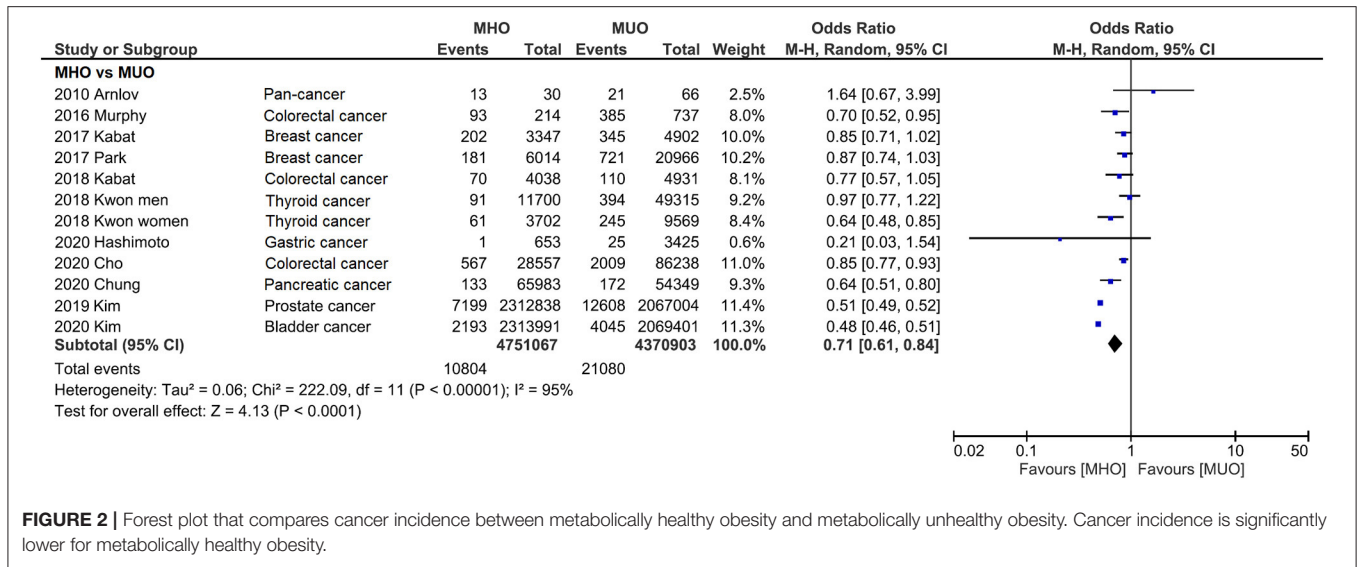 MHO MUO Odds Ratio Odds Ratio
Study or Subgroup Events Total Events Total Weight M-H, Random, 95% CI M-H, Random, 95% CI
MHO vs MUO
2010 Arnlov Pan-cancer 13 30 21 66 2.5% 1.64 [0.67, 3.99]
2016 Murphy Colorectal cancer 93 214 385 737 8.0% 0.70 [0.52, 0.95]
2017 Kabat Breast cancer 202 3347 345 4902 10.0% 0.85 [0.71, 1.02]
2017 Park Breast cancer 181 6014 721 20966 10.2% 0.87 [0.74, 1.03]
2018 Kabat Colorectal cancer 70 4038 110 4931 8.1% 0.77 [0.57, 1.05]
2018 Kwon men Thyroid cancer 91 11700 394 49315 9.2% 0.97 [0.77, 1.22]
2018 Kwon women Thyroid cancer 61 3702 245 9569 8.4% 0.64 [0.48, 0.85]
2020 Hashimoto Gastric cancer 1 653 25 3425 0.6% 0.21 [0.03, 1.54]
2020 Cho Colorectal cancer 567 28557 2009 86238 11.0% 0.85 [0.77, 0.93]
2020 Chung Pancreatic cancer 133 65983 172 54349 9.3% 0.64 [0.51, 0.80]
2019 Kim Prostate cancer 7199 2312838 12608 2067004 11.4% 0.51 [0.49, 0.52]
2020 Kim Bladder cancer 2193 2313991 4045 2069401 11.3% 0.48 [0.46, 0.51]
Subtotal (95% CI) 4751067 4370903 100.0% 0.71 [0.61, 0.84]
Total events 10804 21080
Heterogeneity: Tau² = 0.06; Chi² = 222.09, df = 11 (P < 0.00001); I² = 95%
Test for overall effect: Z = 4.13 (P < 0.0001)
0.02 0.1 1 10 50
Favours [MHO] Favours [MUO]
FIGURE 2 | Forest plot that compares cancer incidence between metabolically healthy obesity and metabolically unhealthy obesity. Cancer incidence is significantly
lower for metabolically healthy obesity.